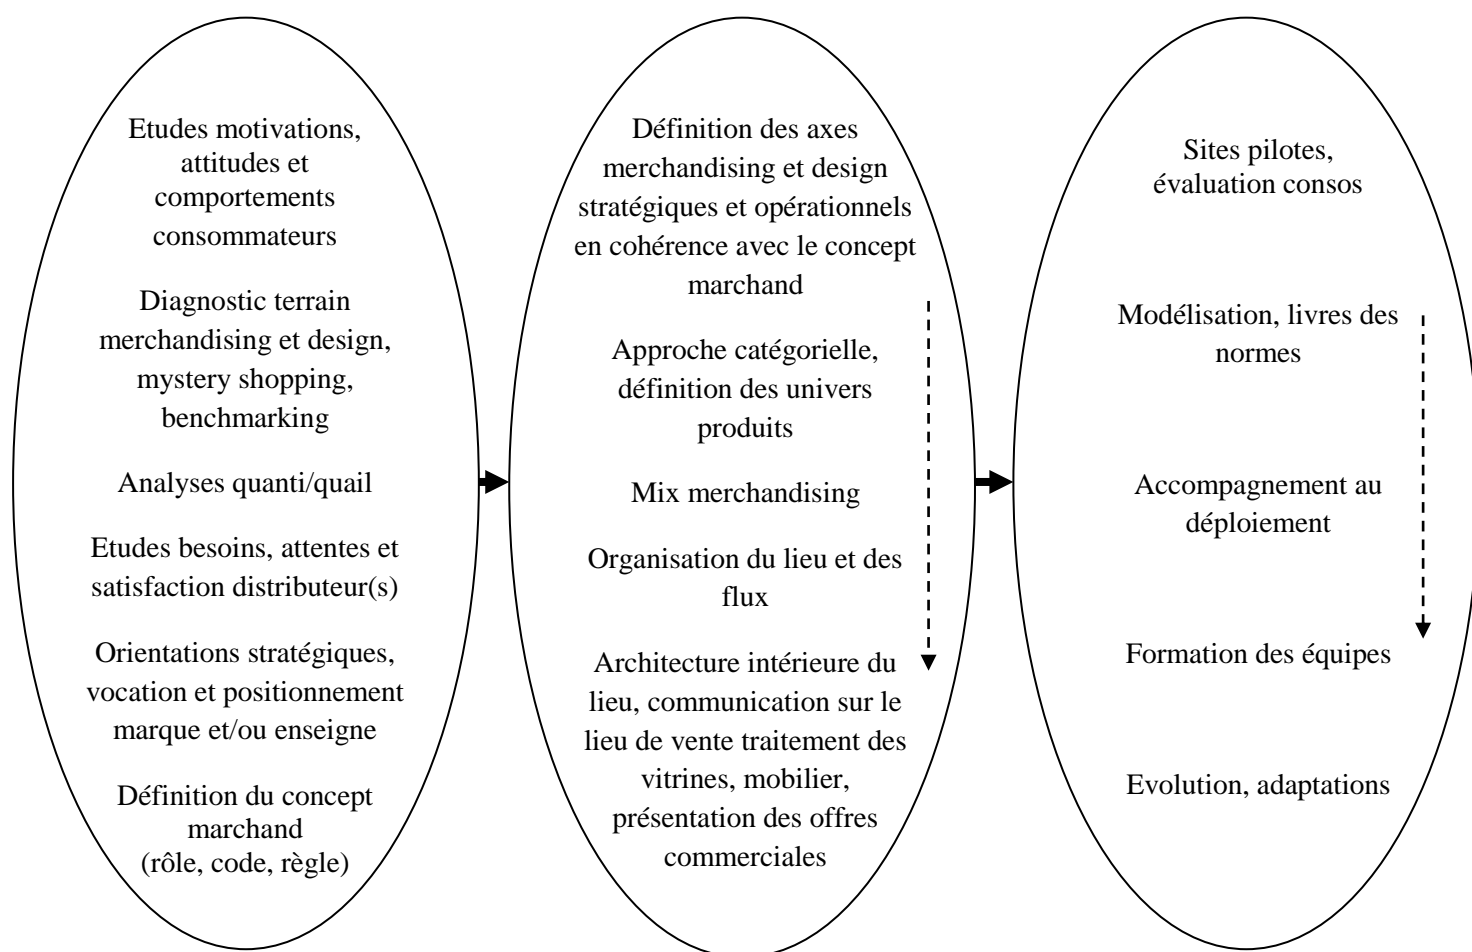 Etudes motivations,
attitudes et
comportements
consommateurs
Diagnostic terrain
merchandising et design,
mystery shopping,
benchmarking
Analyses quanti/quail
Etudes besoins, attentes et
satisfaction distributeur(s)
Orientations stratégiques,
vocation et positionnement
marque et/ou enseigne
Définition du concept
marchand
(rôle, code, règle)
Définition des axes
merchandising et design
stratégiques et opérationnels
en cohérence avec le concept
marchand
Approche catégorielle,
définition des univers
produits
Mix merchandising
Organisation du lieu et des
flux
Architecture intérieure du
lieu, communication sur le
lieu de vente traitement des
vitrines, mobilier,
présentation des offres
commerciales
Sites pilotes,
évaluation consos
Modélisation, livres des
normes
Accompagnement au
déploiement
Formation des équipes
Evolution, adaptations